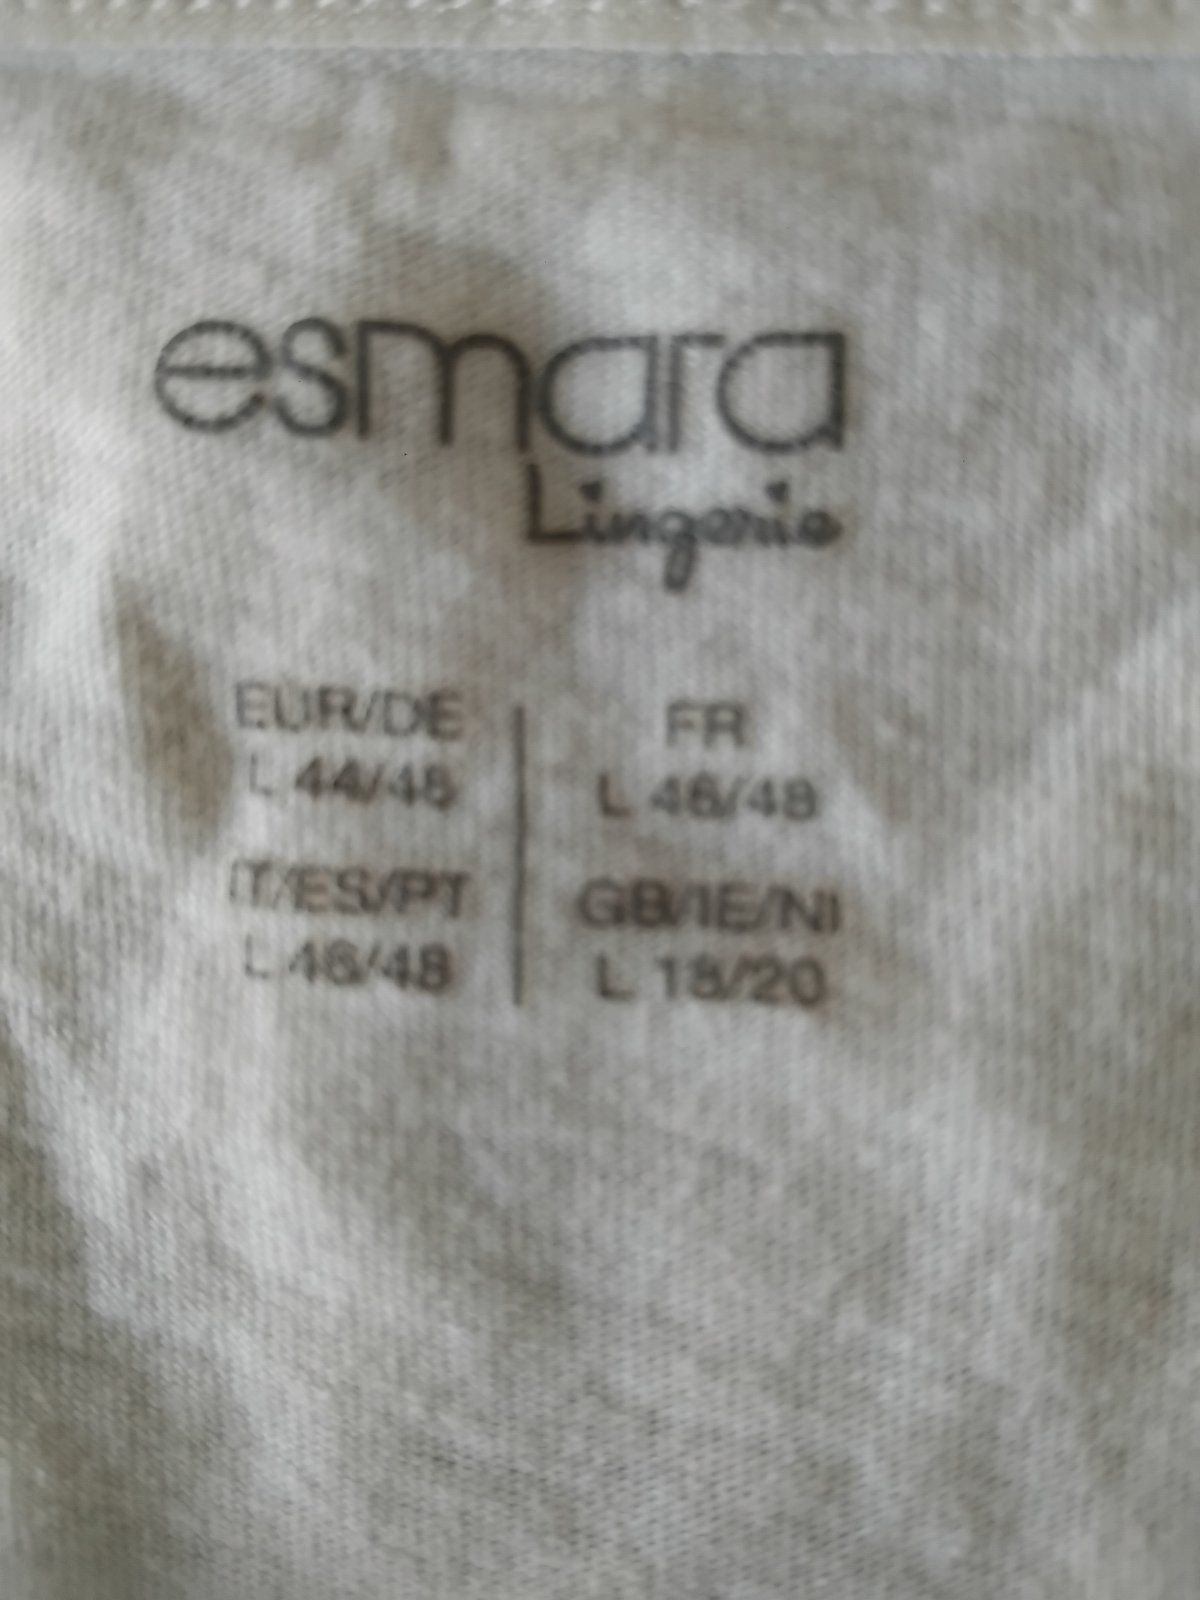 esmara
Lingerie
EUR/DE
L 44/46
FR
L 46/48
IT/ES/PT
L 46/48
GB/IE/NI
L 18/20